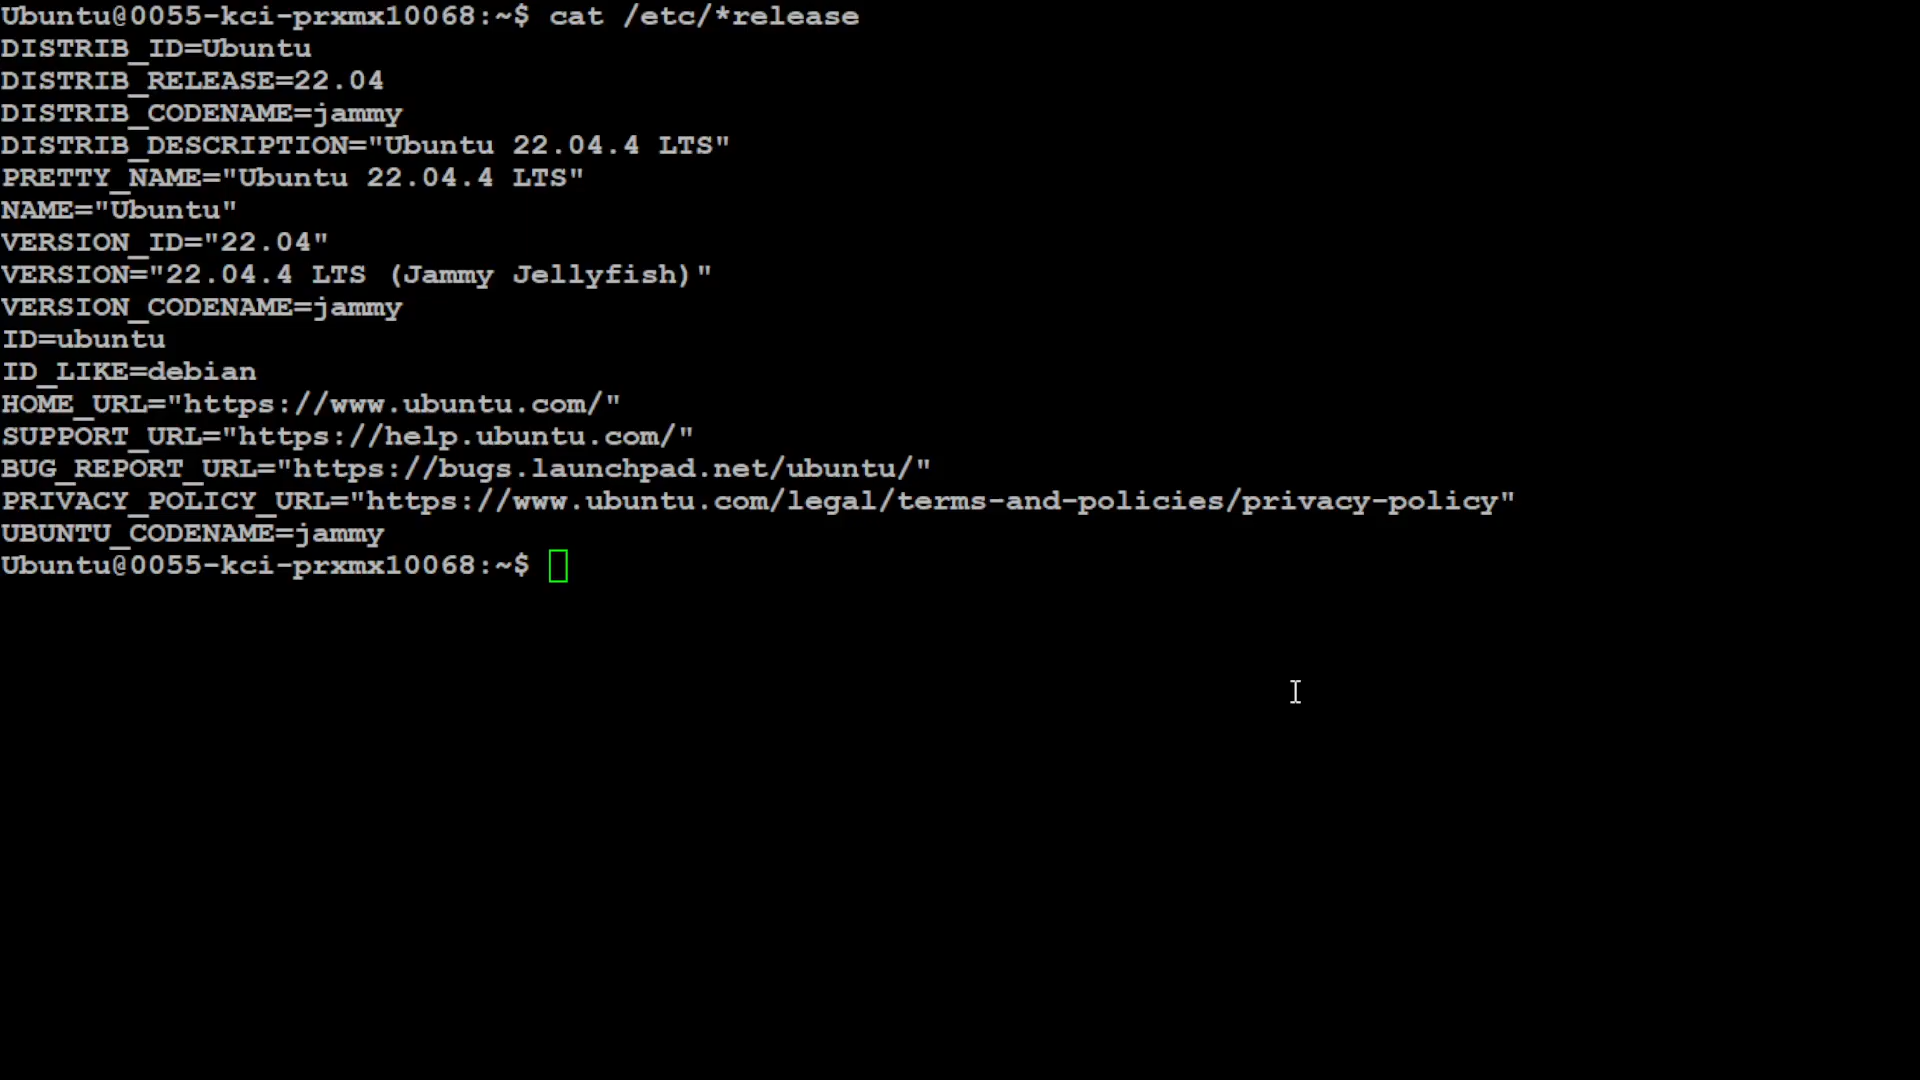 Ubuntu@0055-kci-prxmx10068:~$ cat /etc/*release
DISTRIB_ID=Ubuntu
DISTRIB_RELEASE=22.04
DISTRIB_CODENAME=jammy
DISTRIB_DESCRIPTION="Ubuntu 22.04.4 LTS"
PRETTY_NAME="Ubuntu 22.04.4 LTS"
NAME="Ubuntu"
VERSION_ID="22.04"
VERSION="22.04.4 LTS (Jammy Jellyfish)"
VERSION_CODENAME=jammy
ID=ubuntu
ID_LIKE=debian
HOME_URL="https://www.ubuntu.com/"
SUPPORT_URL="https://help.ubuntu.com/"
BUG_REPORT_URL="https://bugs.launchpad.net/ubuntu/"
PRIVACY_POLICY_URL="https://www.ubuntu.com/legal/terms-and-policies/privacy-policy"
UBUNTU_CODENAME=jammy
Ubuntu@0055-kci-prxmx10068:~$